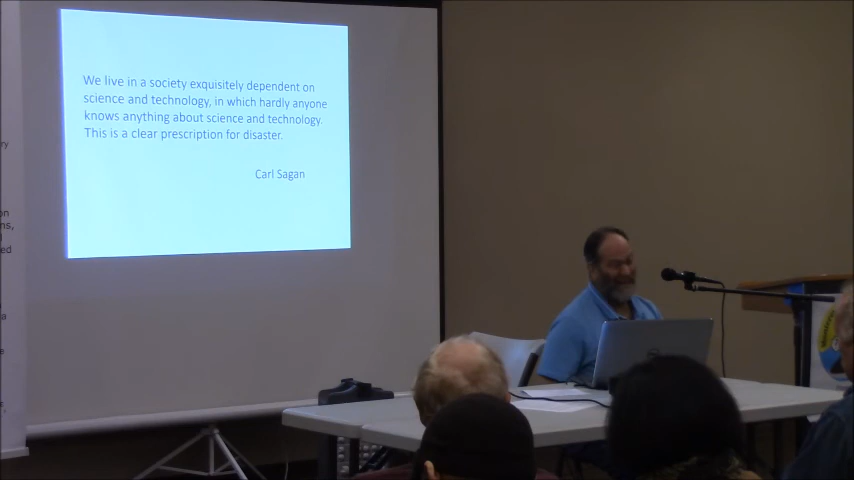 We live in a society exquisitely dependent on
science and technology, in which hardly anyone
knows anything about science and technology.
This is a clear prescription for disaster.
Carl Sagan